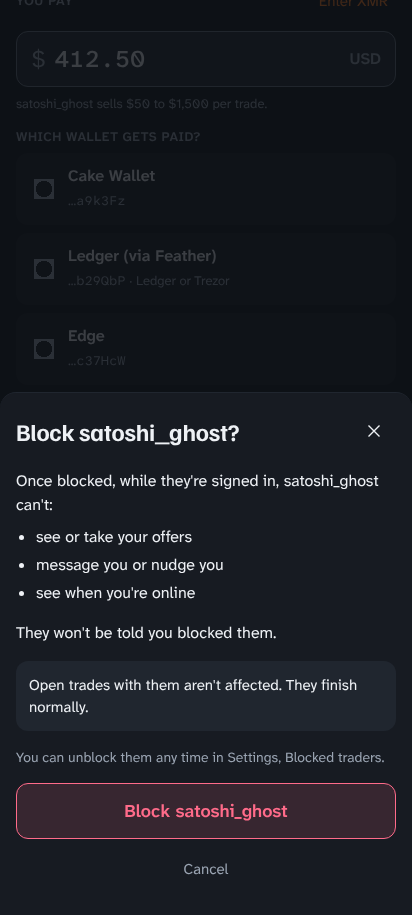 YOU PAY
Enter XMR
$ 412.50 USD
satoshi_ghost sells $50 to $1,500 per trade.
WHICH WALLET GETS PAID?
Cake Wallet
…a9k3Fz
Ledger (via Feather)
…b29QbP · Ledger or Trezor
Edge
…c37HcW
Block satoshi_ghost?
Once blocked, while they're signed in, satoshi_ghost
can't:
• see or take your offers
• message you or nudge you
• see when you're online
They won't be told you blocked them.
Open trades with them aren't affected. They finish
normally.
You can unblock them any time in Settings, Blocked traders.
Block satoshi_ghost
Cancel